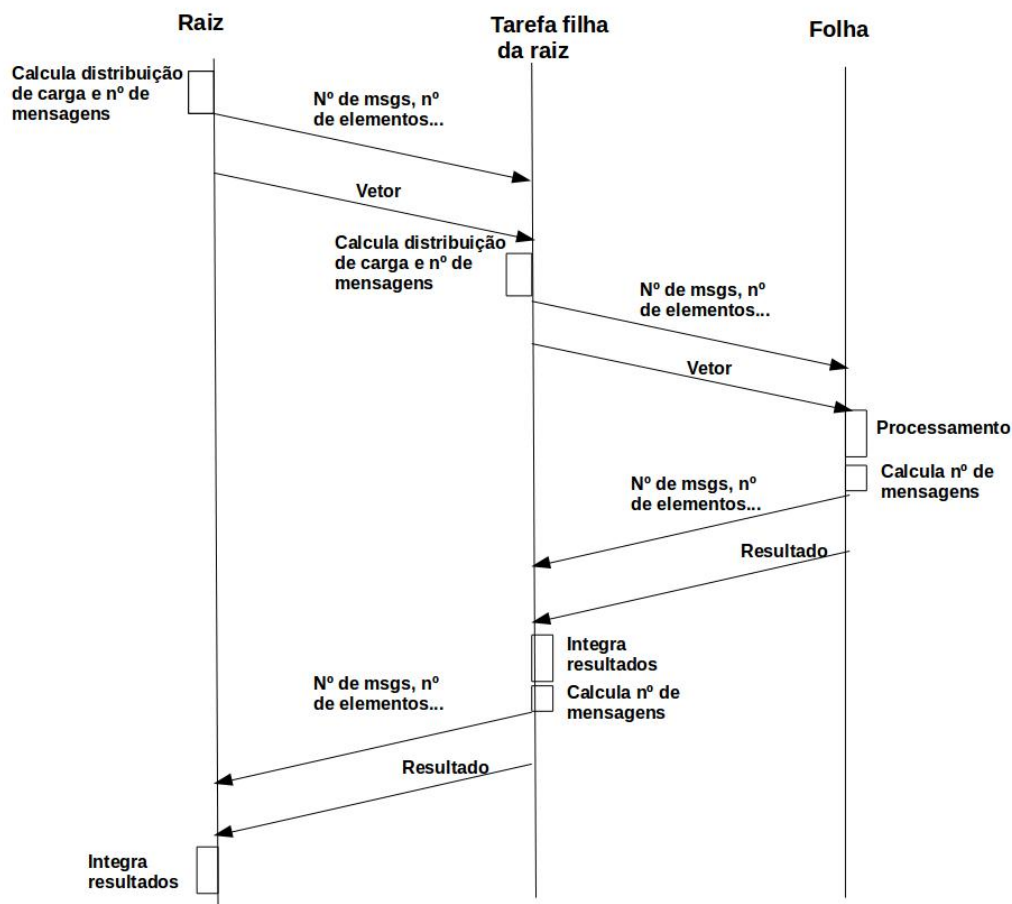 Raiz
Tarefa filha
da raiz
Folha
Calcula distribuição
de carga e nº de
mensagens
Nº de msgs, nº
de elementos...
Vetor
Calcula distribuição
de carga e nº de
mensagens
Nº de msgs, nº
de elementos...
Vetor
Processamento
Calcula nº de
mensagens
Nº de msgs, nº
de elementos...
Resultado
Integra
resultados
Calcula nº de
mensagens
Nº de msgs, nº
de elementos...
Resultado
Integra
resultados